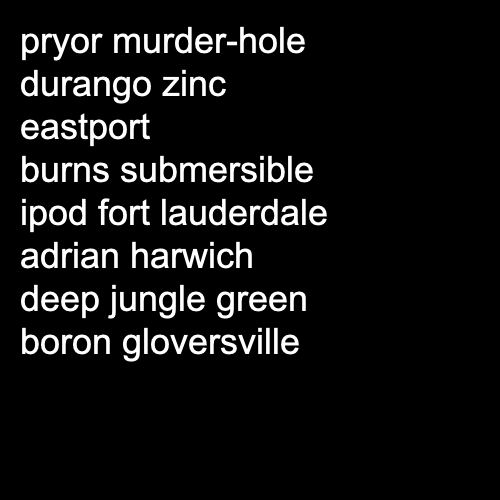 pryor murder-hole
durango zinc
eastport
burns submersible
ipod fort lauderdale
adrian harwich
deep jungle green
boron gloversville